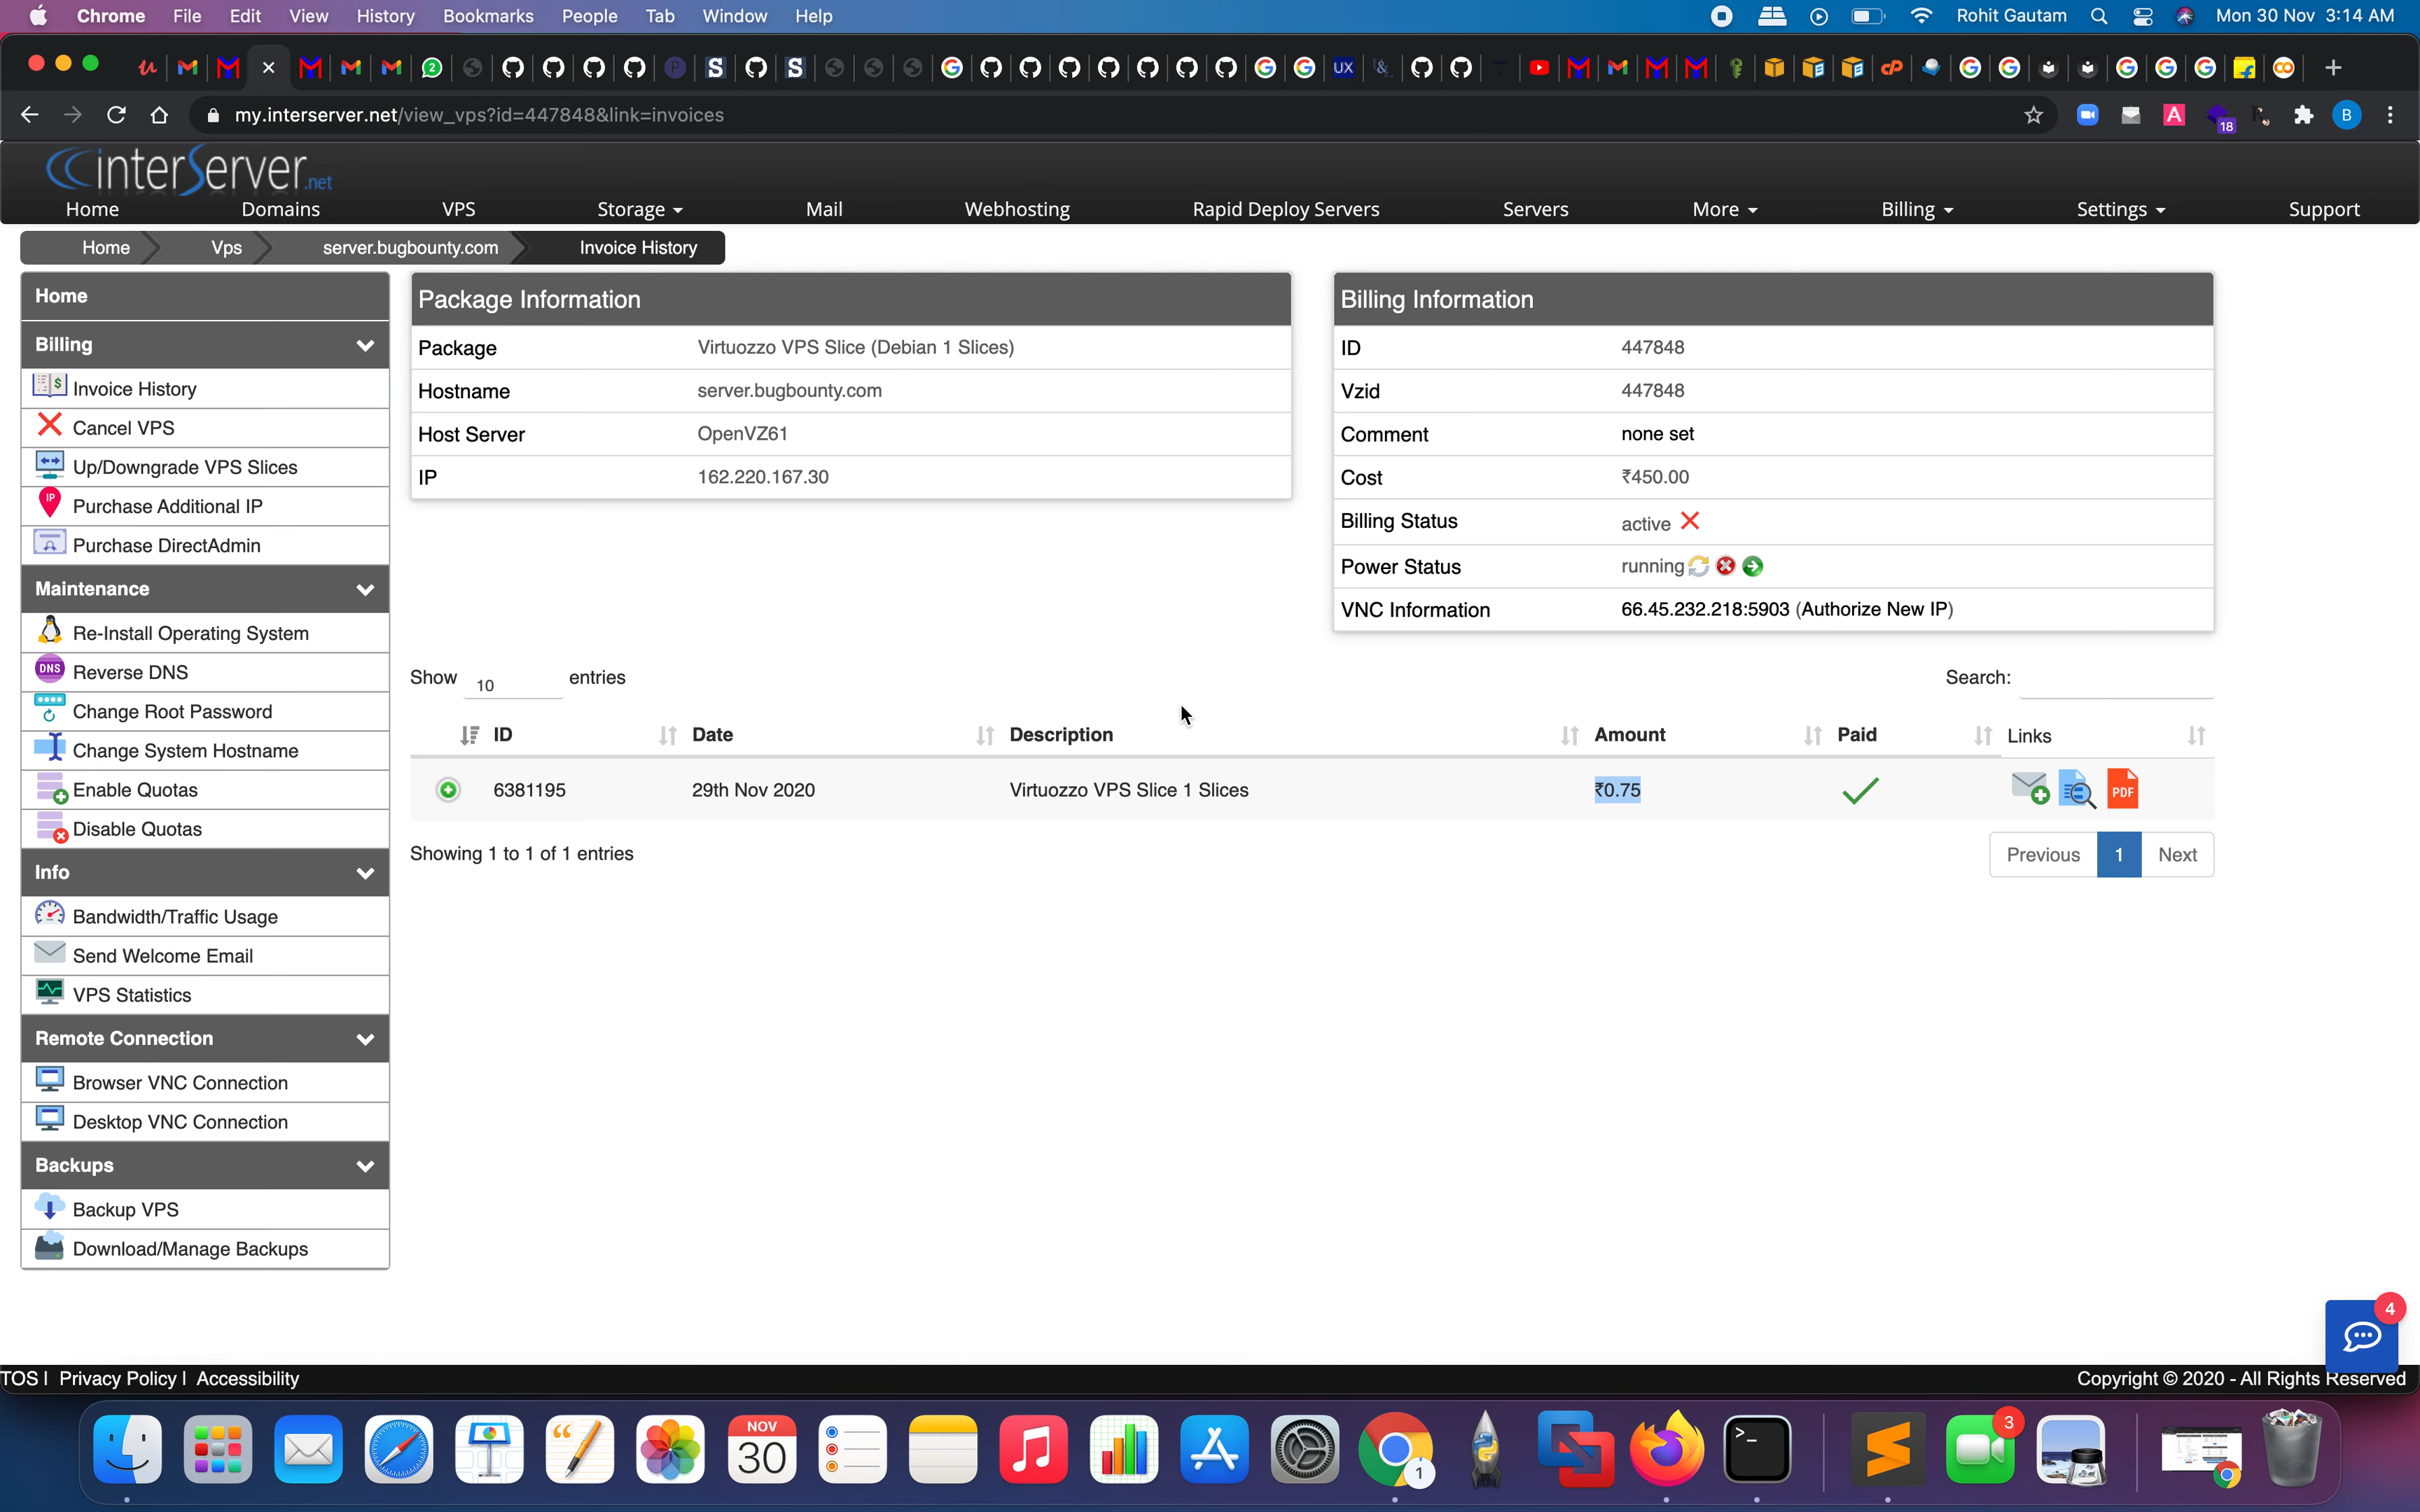 Chrome File Edit View History Bookmarks People Tab Window Help Rohit Gautam Mon 30 Nov 3:14 AM
my.interserver.net/view_vps?id=447848&link=invoices
18
B
interServer.net
Home Domains VPS Storage Mail Webhosting Rapid Deploy Servers Servers More Billing Settings Support
Home Vps server.bugbounty.com Invoice History
Home
Billing
Invoice History
Cancel VPS
Up/Downgrade VPS Slices
IP
Purchase Additional IP
Purchase DirectAdmin
Maintenance
Re-Install Operating System
DNS
Reverse DNS
Change Root Password
Change System Hostname
Enable Quotas
Disable Quotas
Info
Bandwidth/Traffic Usage
Send Welcome Email
VPS Statistics
Remote Connection
Browser VNC Connection
Desktop VNC Connection
Backups
Backup VPS
Download/Manage Backups
Package Information
Package Virtuozzo VPS Slice (Debian 1 Slices)
Hostname server.bugbounty.com
Host Server OpenVZ61
IP 162.220.167.30
Billing Information
ID 447848
Vzid 447848
Comment none set
Cost ₹450.00
Billing Status active
Power Status running
VNC Information 66.45.232.218:5903 (Authorize New IP)
Show 10 entries
Search:
ID Date Description Amount Paid Links
6381195 29th Nov 2020 Virtuozzo VPS Slice 1 Slices ₹0.75 PDF
Showing 1 to 1 of 1 entries
Previous 1 Next
4
TOS | Privacy Policy | Accessibility
Copyright © 2020 - All Rights Reserved
NOV
30
1
3